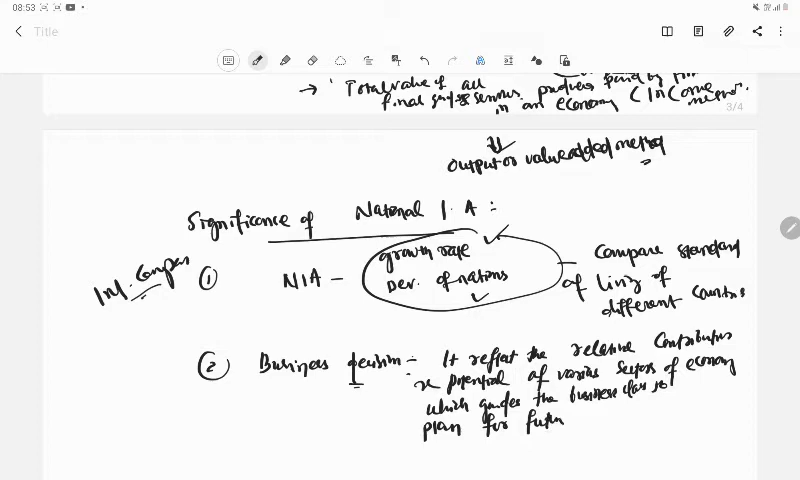 08:53
Title
→ Total value of all
final goods & services produced
in an economy (Income
method.
3/4
output or value added method
Significance of National I.A :
Int. Compar
① NIA - growth rate
Dev. of nations
Compare standard
of living of
different countries
② Business decision :- It reflect the relative contribution
& potential of various sectors of economy
which guides the business class to
plan for future